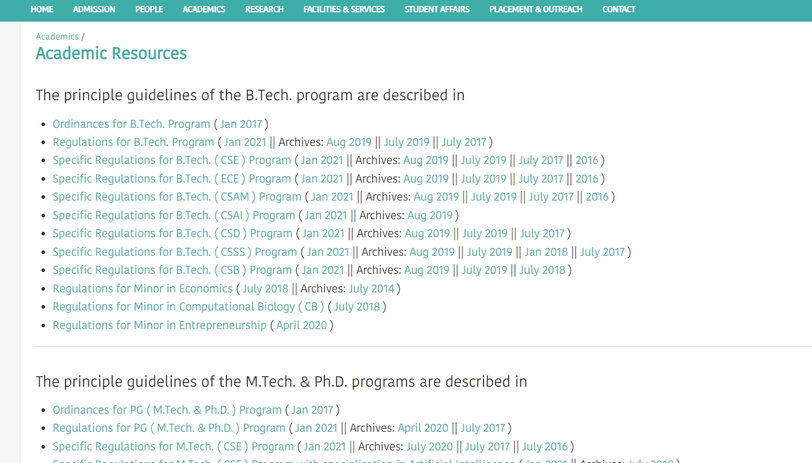 HOME ADMISSION PEOPLE ACADEMICS RESEARCH FACILITIES & SERVICES STUDENT AFFAIRS PLACEMENT & OUTREACH CONTACT
Academics /
Academic Resources
The principle guidelines of the B.Tech. program are described in
• Ordinances for B.Tech. Program ( Jan 2017 )
• Regulations for B.Tech. Program ( Jan 2021 || Archives: Aug 2019 || July 2019 || July 2017 )
• Specific Regulations for B.Tech. ( CSE ) Program ( Jan 2021 || Archives: Aug 2019 || July 2019 || July 2017 || 2016 )
• Specific Regulations for B.Tech. ( ECE ) Program ( Jan 2021 || Archives: Aug 2019 || July 2019 || July 2017 || 2016 )
• Specific Regulations for B.Tech. ( CSAM ) Program ( Jan 2021 || Archives: Aug 2019 || July 2019 || July 2017 || 2016 )
• Specific Regulations for B.Tech. ( CSAI ) Program ( Jan 2021 || Archives: Aug 2019 )
• Specific Regulations for B.Tech. ( CSD ) Program ( Jan 2021 || Archives: Aug 2019 || July 2019 || July 2017 )
• Specific Regulations for B.Tech. ( CSSS ) Program ( Jan 2021 || Archives: Aug 2019 || July 2019 || Jan 2018 || July 2017 )
• Specific Regulations for B.Tech. ( CSB ) Program ( Jan 2021 || Archives: Aug 2019 || July 2019 || July 2018 )
• Regulations for Minor in Economics ( July 2018 || Archives: July 2014 )
• Regulations for Minor in Computational Biology ( CB ) ( July 2018 )
• Regulations for Minor in Entrepreneurship ( April 2020 )
The principle guidelines of the M.Tech. & Ph.D. programs are described in
• Ordinances for PG ( M.Tech. & Ph.D. ) Program ( Jan 2017 )
• Regulations for PG ( M.Tech. & Ph.D. ) Program ( Jan 2021 || Archives: April 2020 || July 2017 )
• Specific Regulations for M.Tech. ( CSE ) Program ( Jan 2021 || Archives: July 2020 || July 2017 || July 2016 )